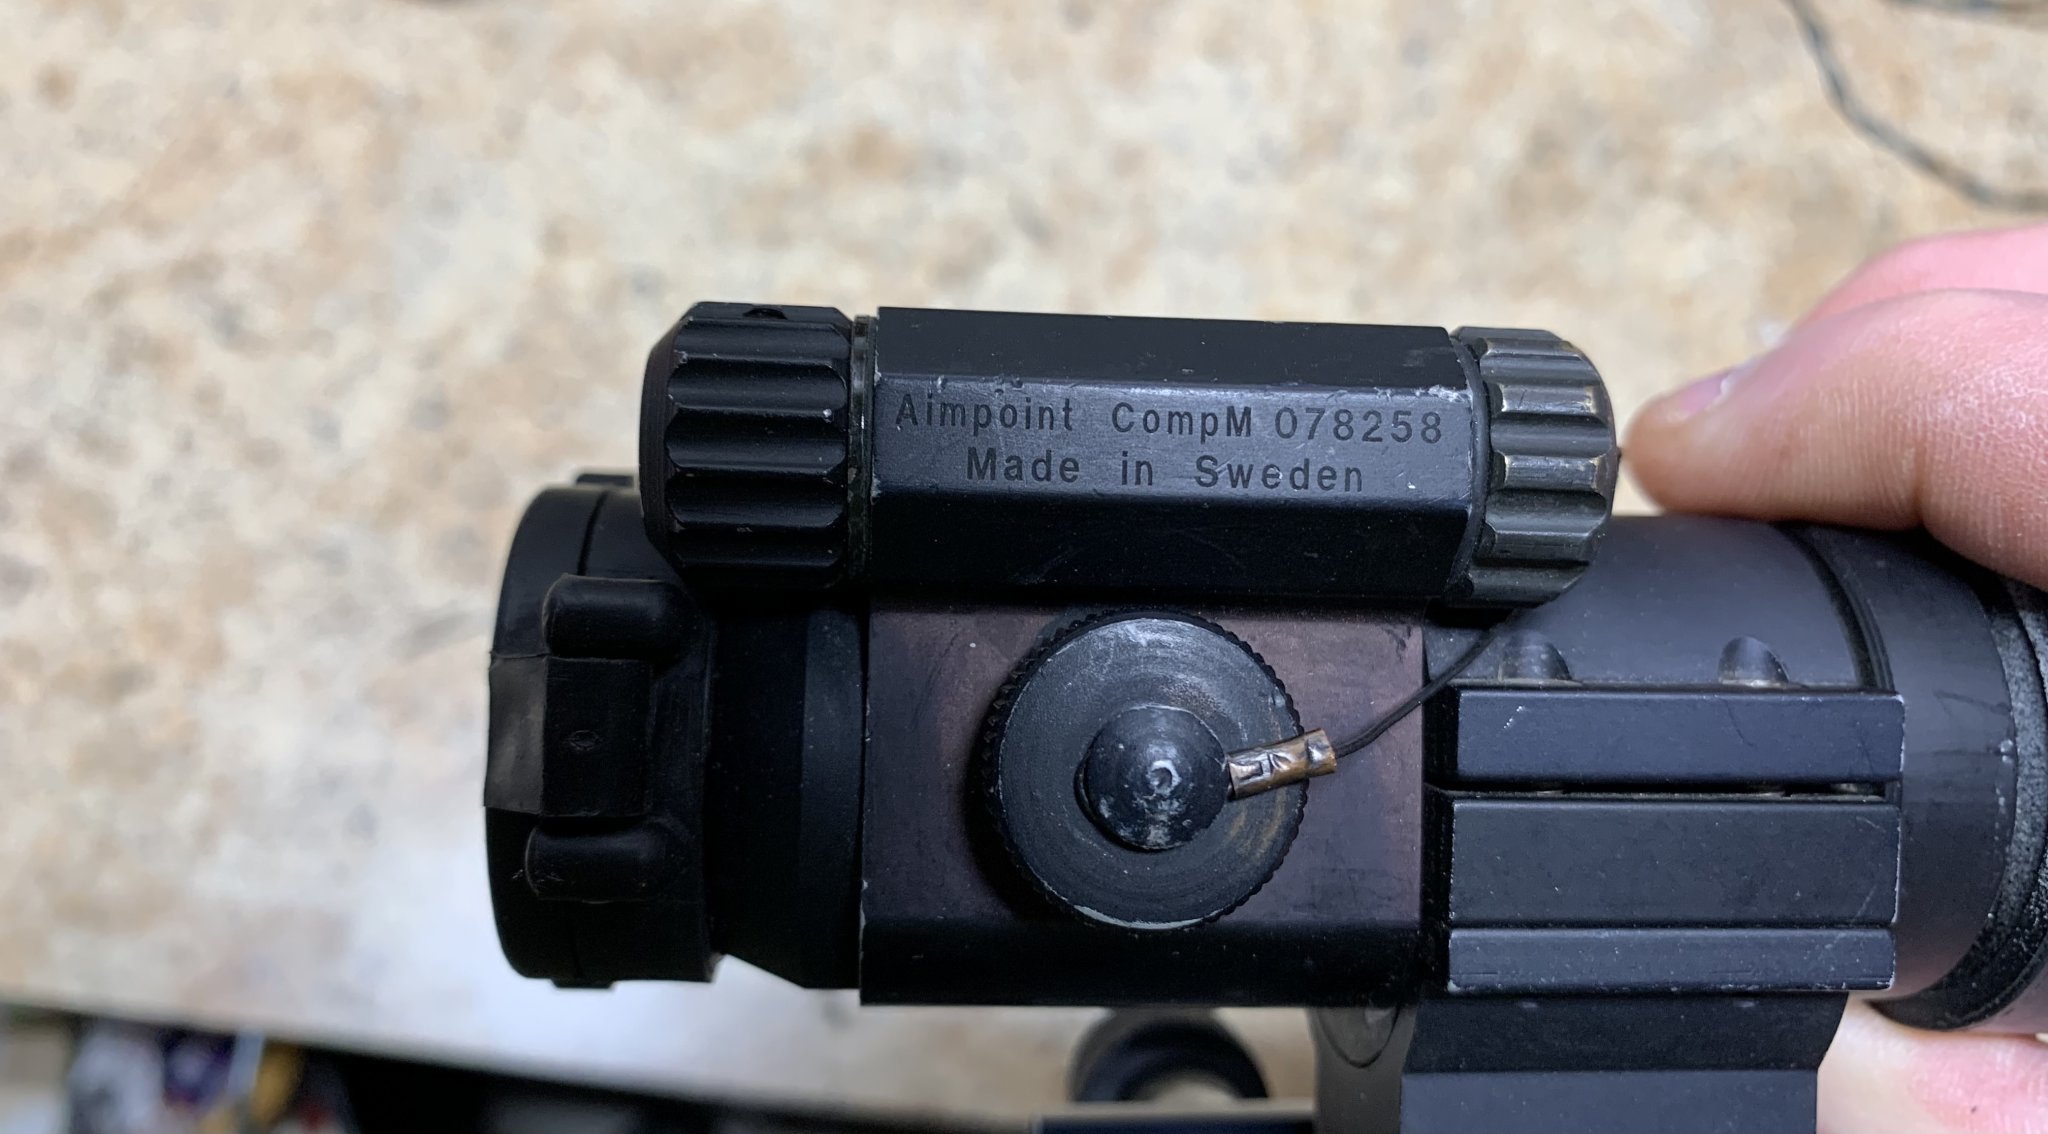 Aimpoint CompM 078258
Made in Sweden